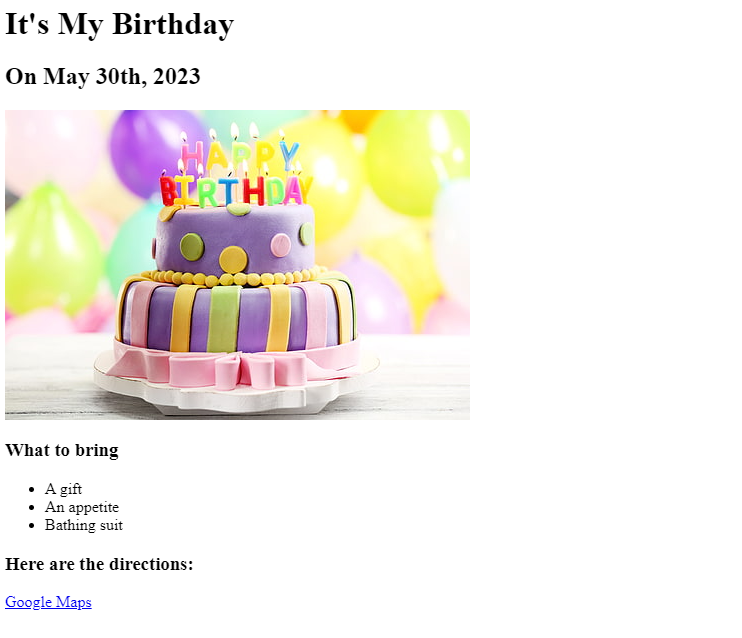 It's My Birthday
On May 30th, 2023
HAPPY
BIRTHDAY
What to bring
A gift
An appetite
Bathing suit
Here are the directions:
Google Maps